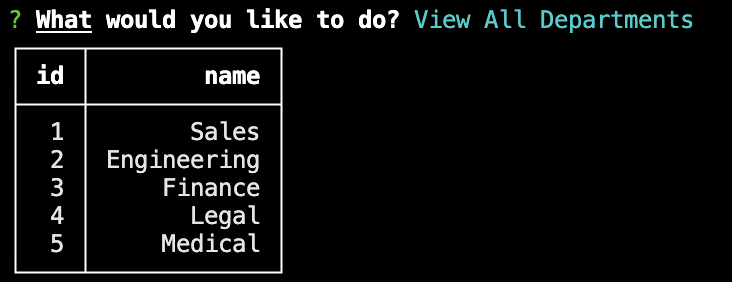 ? What would you like to do? View All Departments
id name
1 Sales
2 Engineering
3 Finance
4 Legal
5 Medical